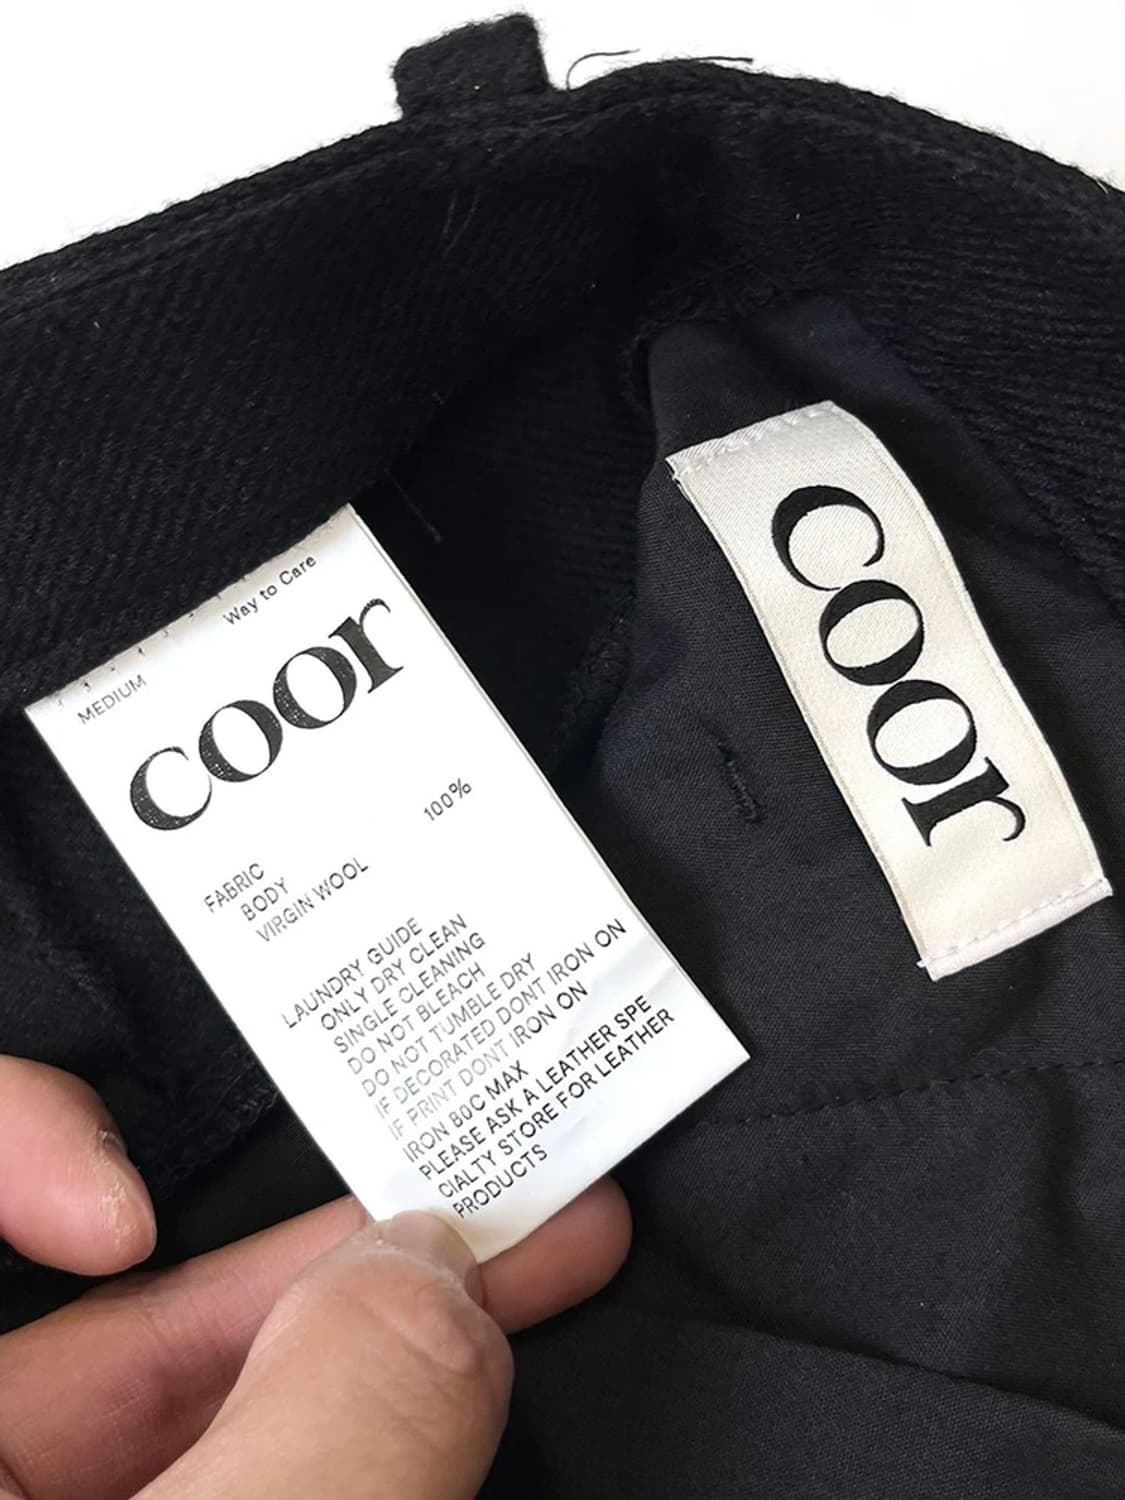 Way to Care
MEDIUM
coor
100%
FABRIC
BODY
VIRGIN WOOL
LAUNDRY GUIDE
ONLY DRY CLEAN
SINGLE CLEANING
DO NOT BLEACH
DO NOT TUMBLE DRY
IF DECORATED DONT IRON ON
IF PRINT DONT IRON ON
IRON 80C MAX
PLEASE ASK A LEATHER SPE
CIALTY STORE FOR LEATHER
PRODUCTS
coor